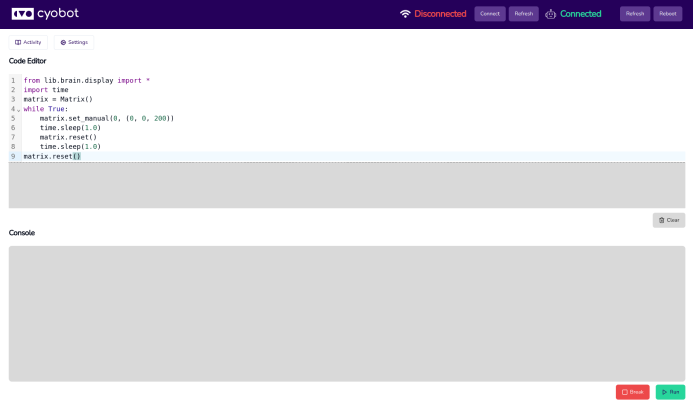 cyobot
Disconnected
Connect
Refresh
Connected
Refresh
Reboot
Activity
Settings
Code Editor
1 from lib.brain.display import *
2 import time
3 matrix = Matrix()
4 while True:
5 matrix.set_manual(0, (0, 0, 200))
6 time.sleep(1.0)
7 matrix.reset()
8 time.sleep(1.0)
9 matrix.reset()
Clear
Console
Break
Run